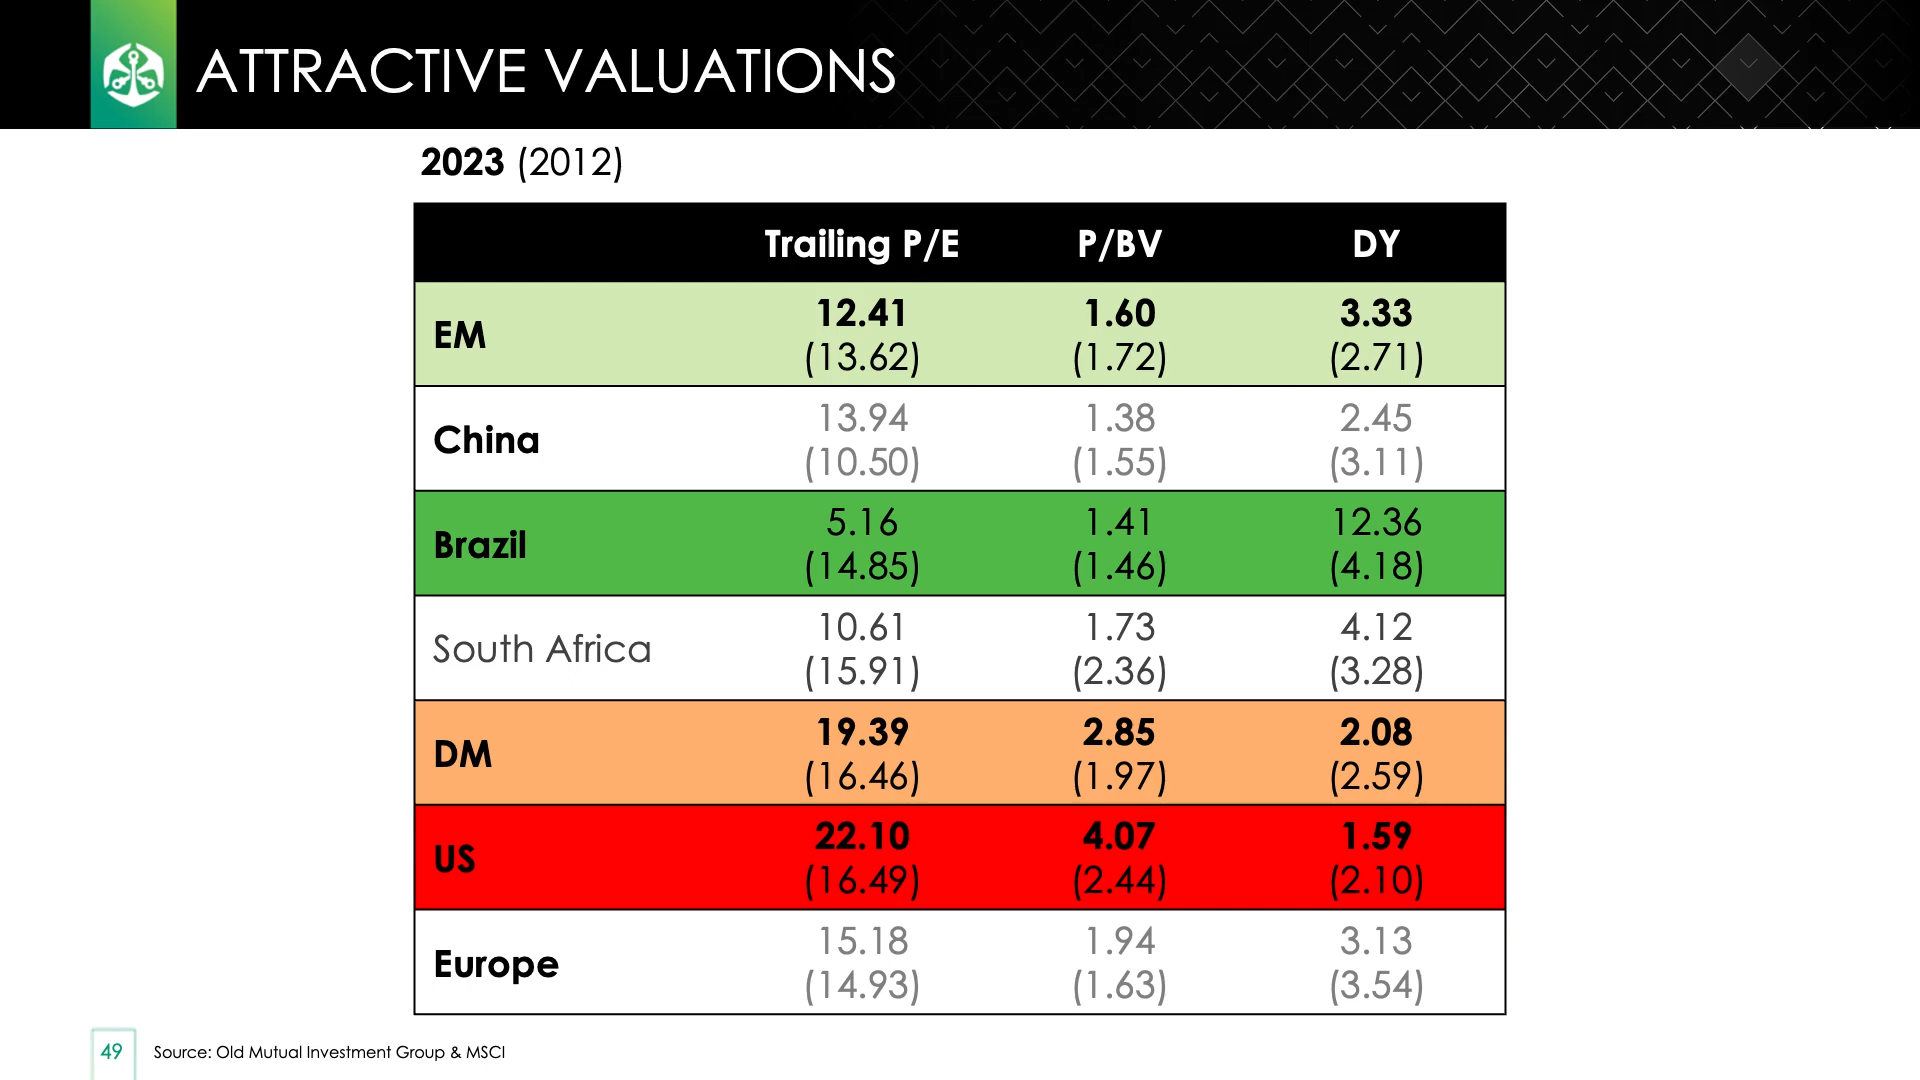 ATTRACTIVE VALUATIONS
2023 (2012)
Trailing P/E P/BV DY
EM
12.41 1.60 3.33
(13.62) (1.72) (2.71)
China
13.94 1.38 2.45
(10.50) (1.55) (3.11)
Brazil
5.16 1.41 12.36
(14.85) (1.46) (4.18)
South Africa
10.61 1.73 4.12
(15.91) (2.36) (3.28)
DM
19.39 2.85 2.08
(16.46) (1.97) (2.59)
US
22.10 4.07 1.59
(16.49) (2.44) (2.10)
Europe
15.18 1.94 3.13
(14.93) (1.63) (3.54)
49 Source: Old Mutual Investment Group & MSCI